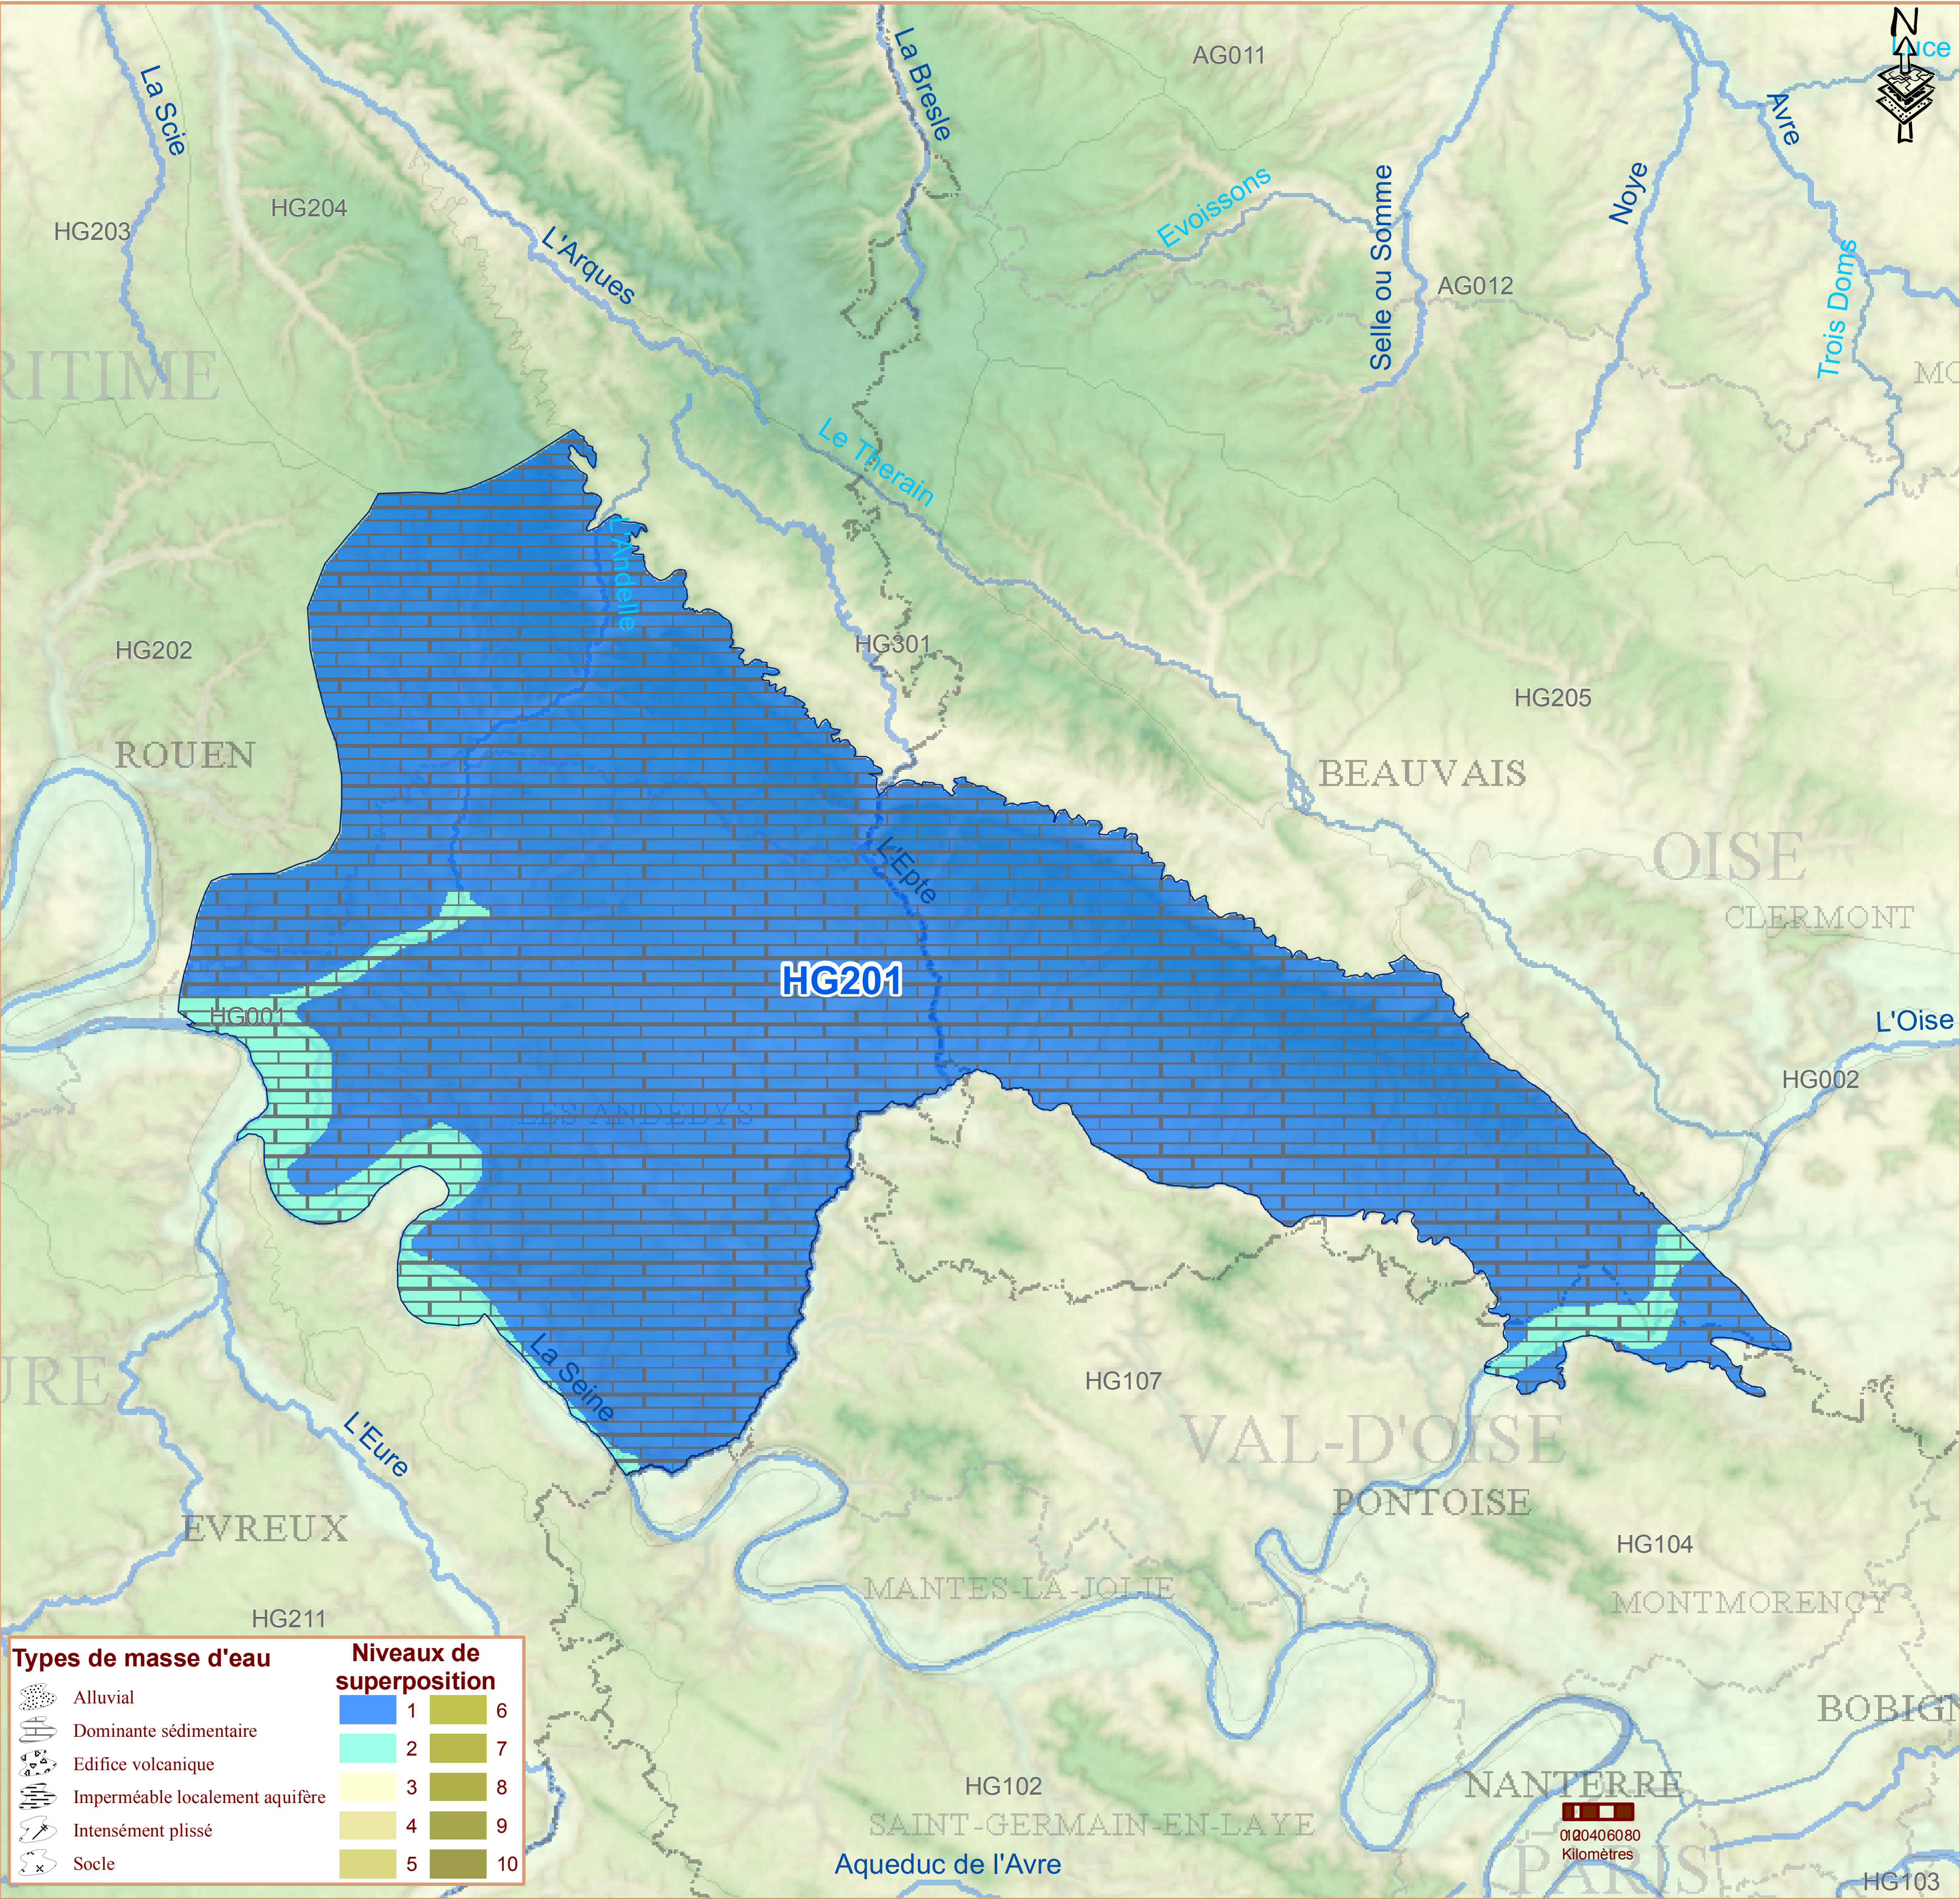 N
La Bresle
AG011
Luce
La Scie
Avre
Evoissons
Selle ou Somme
Noye
HG203
HG204
L'Arques
AG012
Trois Doms
RITIME
MO
Le Therain
L'Andelle
HG202
HG301
HG205
ROUEN
BEAUVAIS
OISE
L'Epte
CLERMONT
HG201
HG001
L'Oise
HG002
LES ANDELYS
La Seine
URE
HG107
L'Eure
VAL-D'OISE
PONTOISE
EVREUX
HG104
MANTES-LA-JOLIE
MONTMORENCY
HG211
BOBIGN
HG102
NANTERRE
SAINT-GERMAIN-EN-LAYE
Aqueduc de l'Avre
PARIS
HG103
Types de masse d'eau
Alluvial
Dominante sédimentaire
Edifice volcanique
Imperméable localement aquifère
Intensément plissé
Socle
Niveaux de
superposition
1 6
2 7
3 8
4 9
5 10
Kilomètres